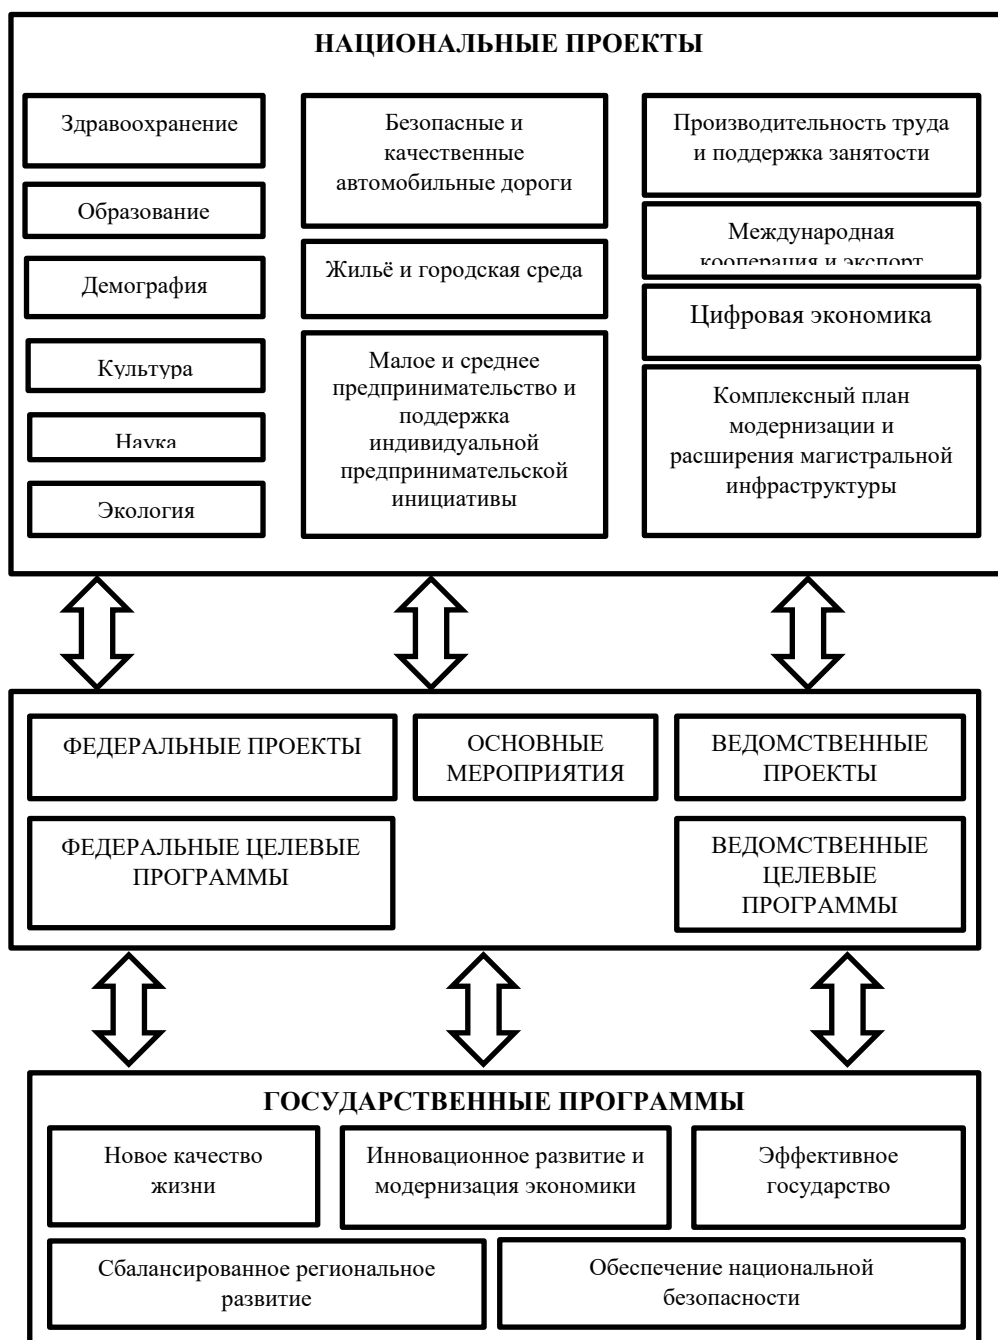 НАЦИОНАЛЬНЫЕ ПРОЕКТЫ
Здравоохранение
Образование
Демография
Культура
Наука
Экология
Безопасные и
качественные
автомобильные дороги
Жильё и городская среда
Малое и среднее
предпринимательство и
поддержка
индивидуальной
предпринимательской
инициативы
Производительность труда
и поддержка занятости
Международная
кооперация и экспорт
Цифровая экономика
Комплексный план
модернизации и
расширения магистральной
инфраструктуры
ФЕДЕРАЛЬНЫЕ ПРОЕКТЫ
ОСНОВНЫЕ
МЕРОПРИЯТИЯ
ВЕДОМСТВЕННЫЕ
ПРОЕКТЫ
ФЕДЕРАЛЬНЫЕ ЦЕЛЕВЫЕ
ПРОГРАММЫ
ВЕДОМСТВЕННЫЕ
ЦЕЛЕВЫЕ
ПРОГРАММЫ
ГОСУДАРСТВЕННЫЕ ПРОГРАММЫ
Новое качество
жизни
Инновационное развитие и
модернизация экономики
Эффективное
государство
Сбалансированное региональное
развитие
Обеспечение национальной
безопасности